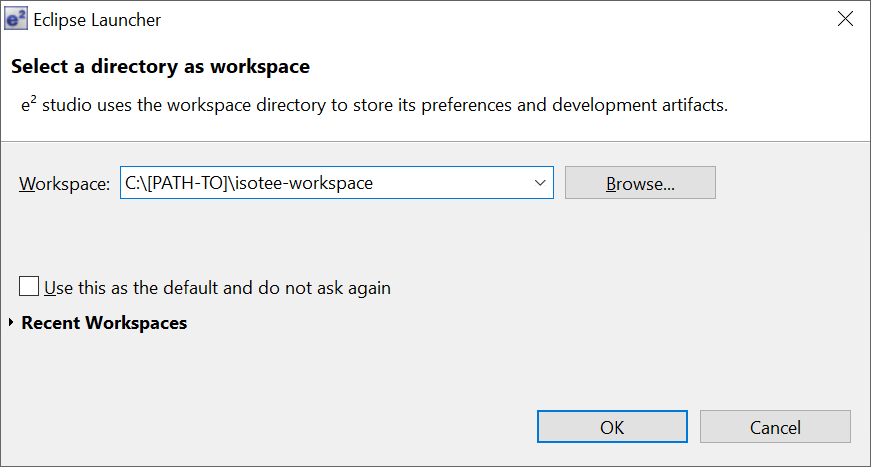 e² Eclipse Launcher
Select a directory as workspace
e² studio uses the workspace directory to store its preferences and development artifacts.
Workspace: C:\[PATH-TO]\isotee-workspace Browse...
Use this as the default and do not ask again
Recent Workspaces
OK Cancel